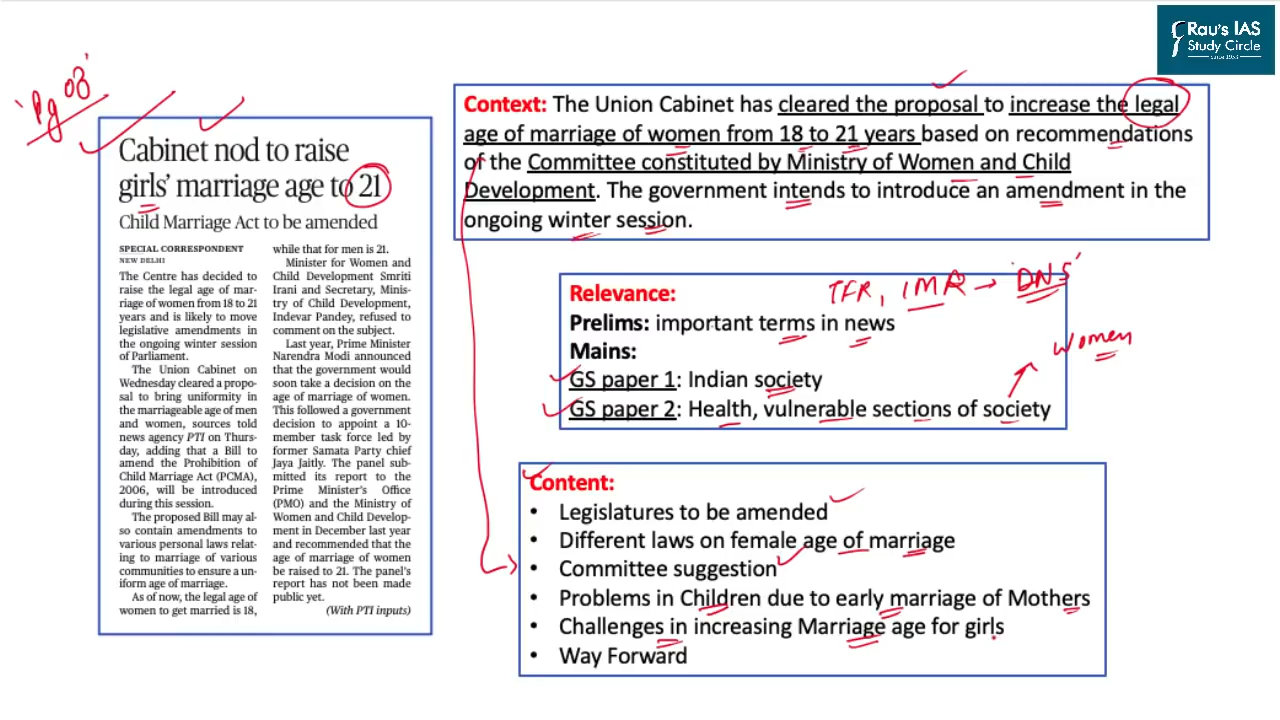 Rau's IAS
Study Circle
SINCE 1953
'Pg 08'
Cabinet nod to raise
girls' marriage age to 21
Child Marriage Act to be amended
SPECIAL CORRESPONDENT
NEW DELHI
The Centre has decided to
raise the legal age of mar-
riage of women from 18 to 21
years and is likely to move
legislative amendments in
the ongoing winter session
of Parliament.
The Union Cabinet on
Wednesday cleared a propo-
sal to bring uniformity in
the marriageable age of men
and women, sources told
news agency PTI on Thurs-
day, adding that a Bill to
amend the Prohibition of
Child Marriage Act (PCMA),
2006, will be introduced
during this session.
The proposed Bill may al-
so contain amendments to
various personal laws relat-
ing to marriage of various
communities to ensure a un-
iform age of marriage.
As of now, the legal age of
women to get married is 18,
while that for men is 21.
Minister for Women and
Child Development Smriti
Irani and Secretary, Minis-
try of Child Development,
Indevar Pandey, refused to
comment on the subject.
Last year, Prime Minister
Narendra Modi announced
that the government would
soon take a decision on the
age of marriage of women.
This followed a government
decision to appoint a 10-
member task force led by
former Samata Party chief
Jaya Jaitly. The panel sub-
mitted its report to the
Prime Minister's Office
(PMO) and the Ministry of
Women and Child Develop-
ment in December last year
and recommended that the
age of marriage of women
be raised to 21. The panel's
report has not been made
public yet.
(With PTI inputs)
Context: The Union Cabinet has cleared the proposal to increase the legal
age of marriage of women from 18 to 21 years based on recommendations
of the Committee constituted by Ministry of Women and Child
Development. The government intends to introduce an amendment in the
ongoing winter session.
Relevance:
TFR, IMR → 'DNS'
Prelims: important terms in news
Mains:
Women
GS paper 1: Indian society
GS paper 2: Health, vulnerable sections of society
Content:
• Legislatures to be amended
• Different laws on female age of marriage
• Committee suggestion
• Problems in Children due to early marriage of Mothers
• Challenges in increasing Marriage age for girls
• Way Forward